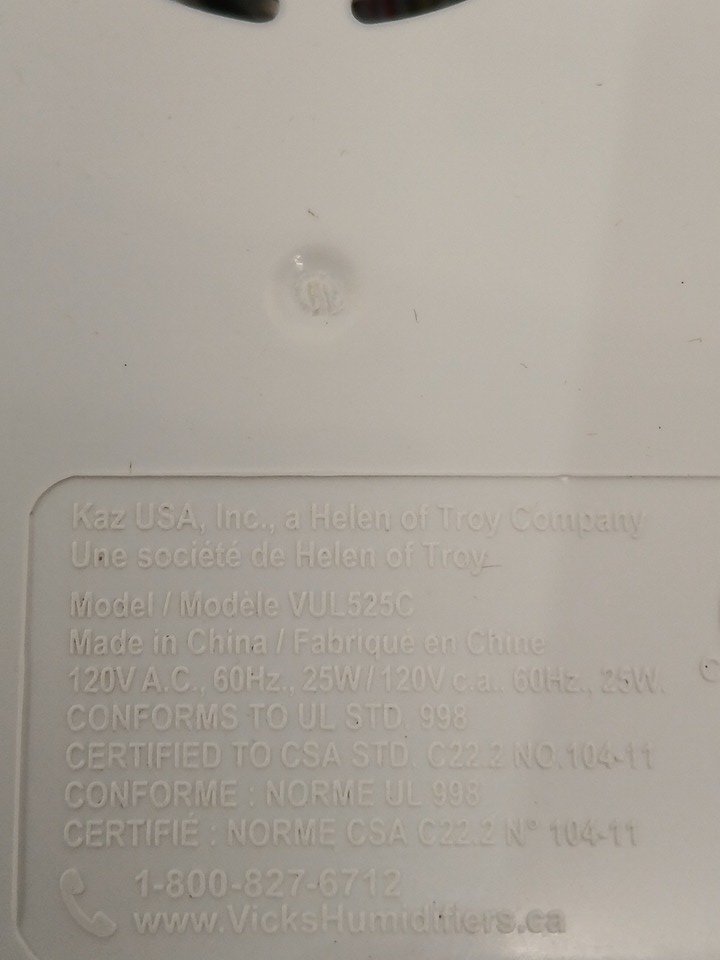 Kaz USA, Inc., a Helen of Troy Company
Une société de Helen of Troy
Model / Modèle VUL525C
Made in China / Fabriqué en Chine
120V A.C., 60Hz., 25W / 120V c.a. 60Hz., 25W.
CONFORMS TO UL STD. 998
CERTIFIED TO CSA STD. C22.2 NO.104-11
CONFORME : NORME UL 998
CERTIFIÉ : NORME CSA C22.2 N° 104-11
1-800-827-6712
www.VicksHumidifiers.ca